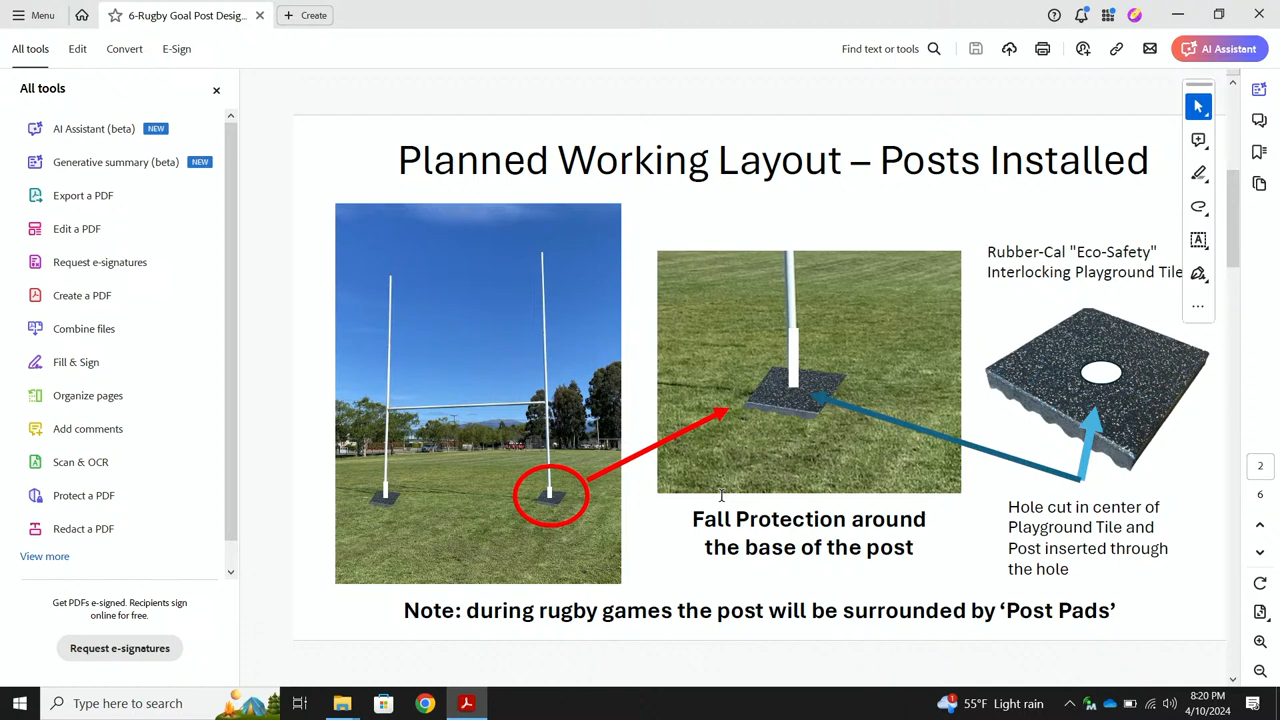 Menu
6-Rugby Goal Post Desig...
Create
All tools
Edit
Convert
E-Sign
Find text or tools
AI Assistant
All tools
AI Assistant (beta) NEW
Generative summary (beta) NEW
Export a PDF
Edit a PDF
Request e-signatures
Create a PDF
Combine files
Fill & Sign
Organize pages
Add comments
Scan & OCR
Protect a PDF
Redact a PDF
View more
Get PDFs e-signed. Recipients sign
online for free.
Request e-signatures
Planned Working Layout – Posts Installed
Rubber-Cal "Eco-Safety"
Interlocking Playground Tile
Fall Protection around
the base of the post
Hole cut in center of
Playground Tile and
Post inserted through
the hole
Note: during rugby games the post will be surrounded by ‘Post Pads’
2
6
Type here to search
55°F Light rain
8:20 PM
4/10/2024